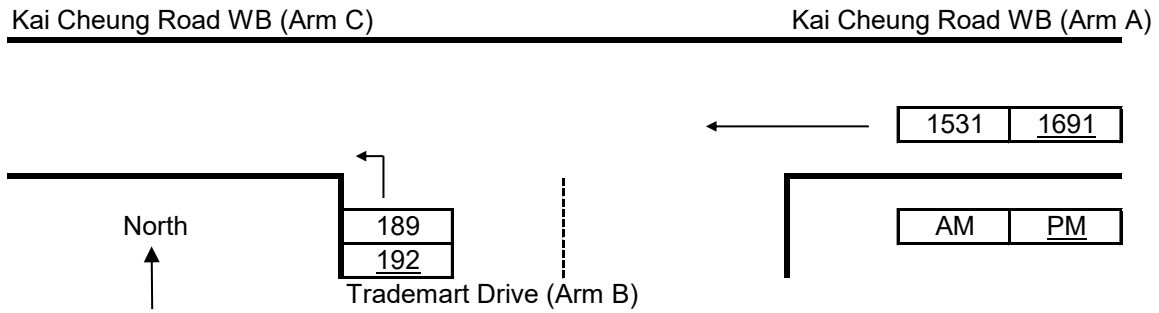 Kai Cheung Road WB (Arm C)
Kai Cheung Road WB (Arm A)
1531 1691
North
189
192
AM PM
Trademart Drive (Arm B)